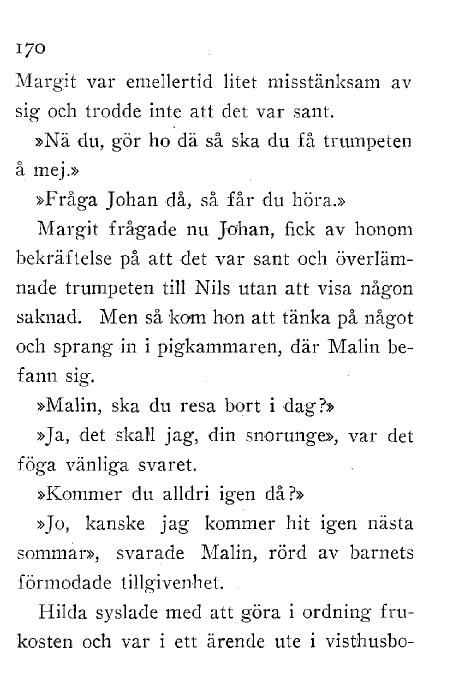 170
Margit var emellertid litet misstänksam av
sig och trodde inte att det var sant.
»Nä du, gör ho dä så ska du få trumpeten
å mej.»
»Fråga Johan då, så får du höra.»
Margit frågade nu Johan, fick av honom
bekräftelse på att det var sant och överläm-
nade trumpeten till Nils utan att visa någon
saknad. Men så kom hon att tänka på något
och sprang in i pigkammaren, där Malin be-
fann sig.
»Malin, ska du resa bort i dag?»
»Ja, det skall jag, din snorunge», var det
föga vänliga svaret.
»Kommer du alldri igen då?»
»Jo, kanske jag kommer hit igen nästa
sommar», svarade Malin, rörd av barnets
förmodade tillgivenhet.
Hilda syslade med att göra i ordning fru-
kosten och var i ett ärende ute i visthusbo-